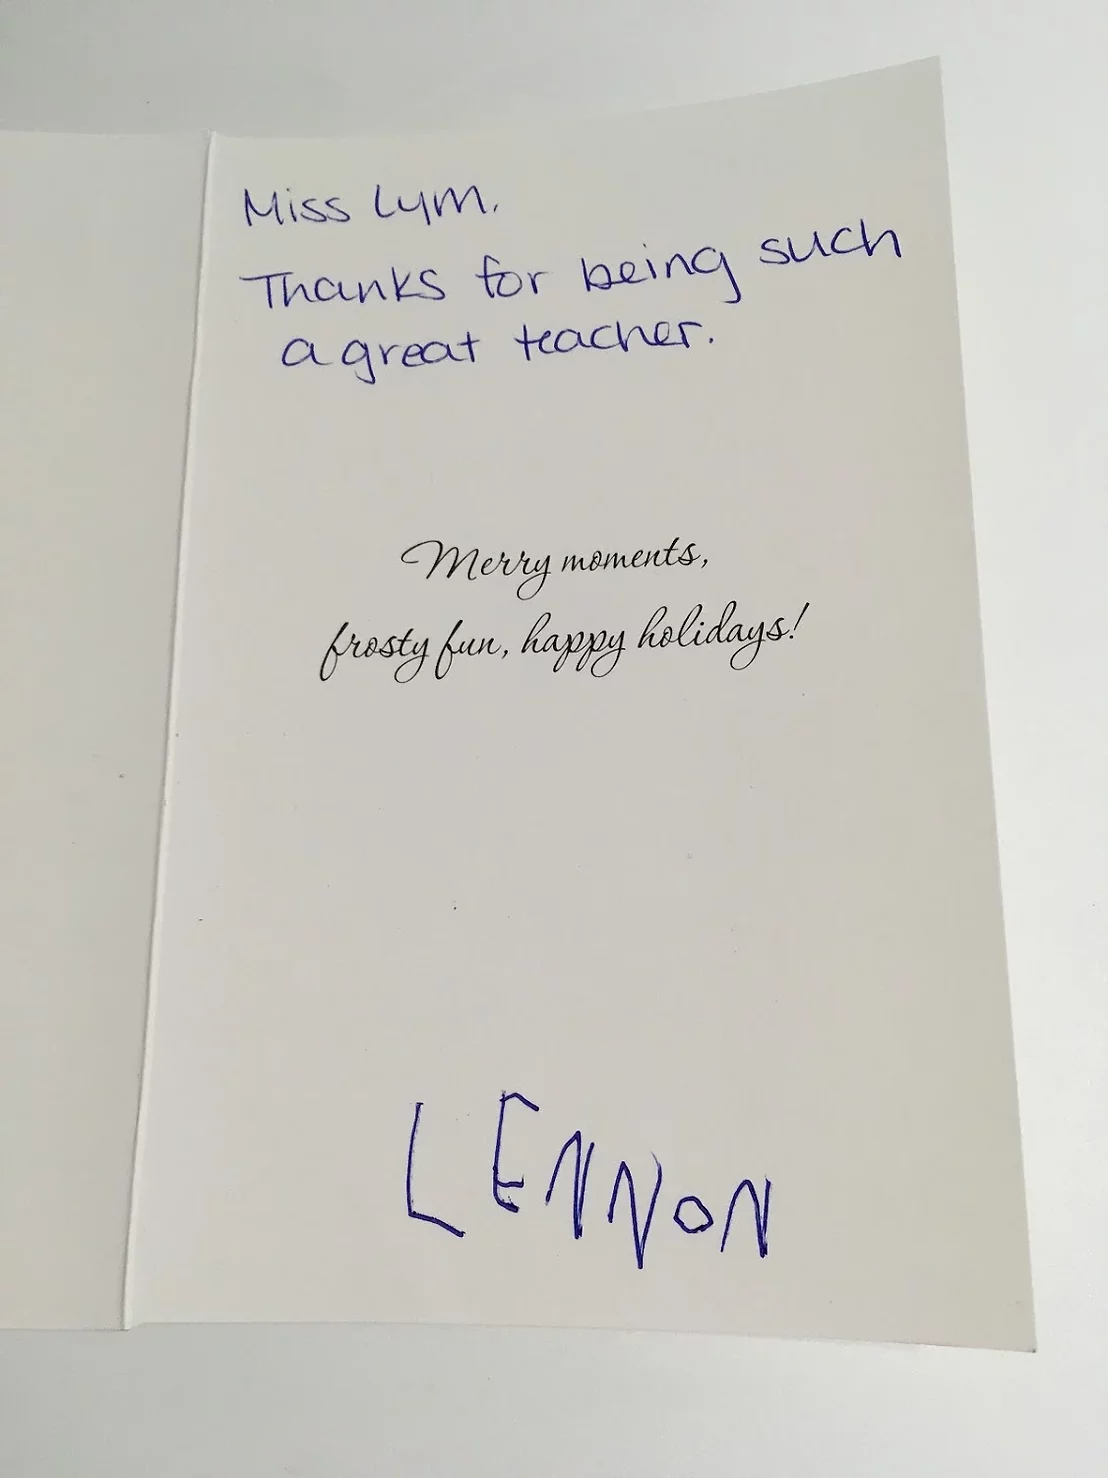 Miss Lym.
Thanks for being such
a great teacher.
Merry moments,
frosty fun, happy holidays!
LENNON